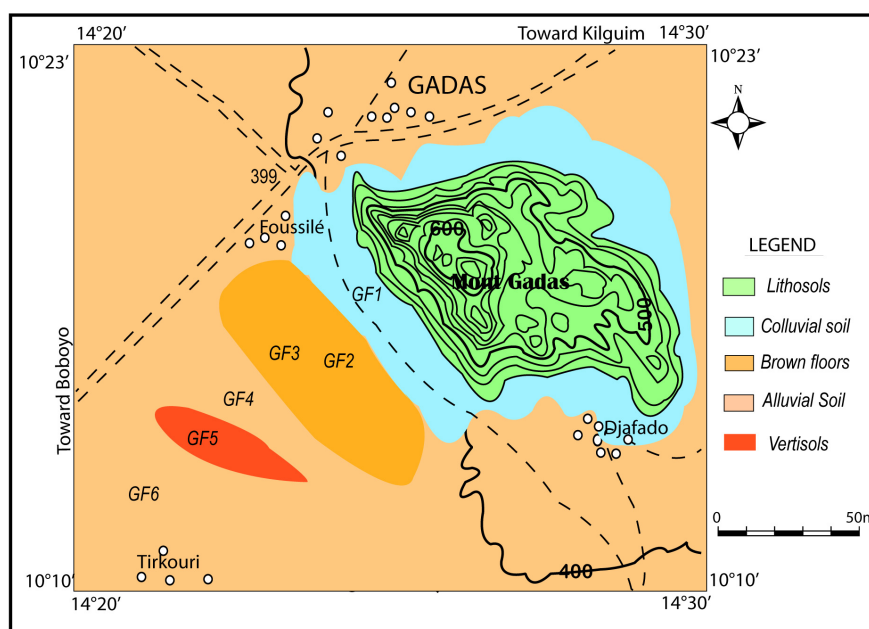 14°20′
Toward Kilguim
14°30′
10°23′
10°23′
GADAS
N
399
Foussilé
600
LEGEND
Mont Gadas
GF1
Lithosols
500
Colluvial soil
GF3
GF2
Brown floors
Toward Boboyo
GF4
Alluvial Soil
Djafado
GF5
Vertisols
GF6
0
50m
Tirkouri
400
10°10′
10°10′
14°20′
14°30′